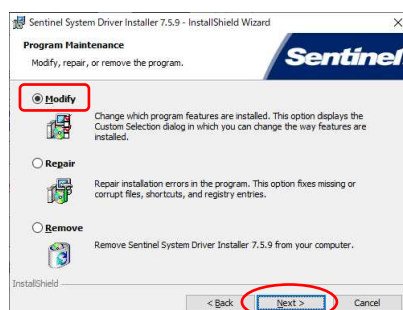 Sentinel System Driver Installer 7.5.9 - InstallShield Wizard
Program Maintenance
Modify, repair, or remove the program.
Sentinel
Modify
Change which program features are installed. This option displays the
Custom Selection dialog in which you can change the way features are
installed.
Repair
Repair installation errors in the program. This option fixes missing or
corrupt files, shortcuts, and registry entries.
Remove
Remove Sentinel System Driver Installer 7.5.9 from your computer.
InstallShield
< Back
Next >
Cancel